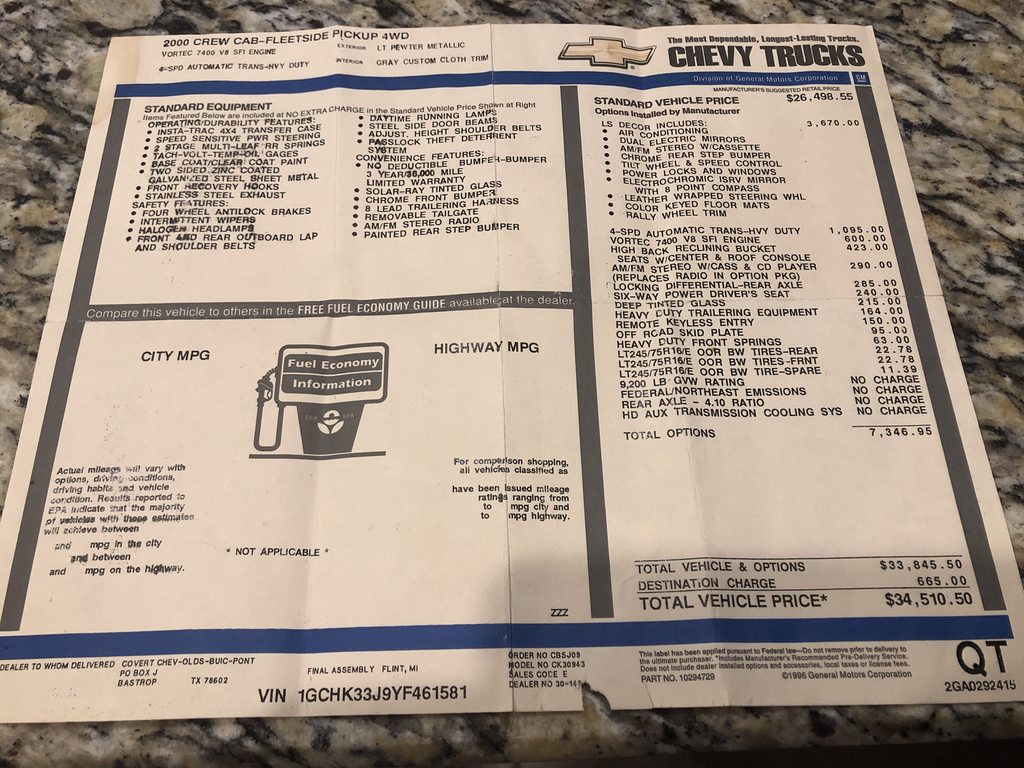 2000 CREW CAB-FLEETSIDE PICKUP 4WD
VORTEC 7400 V8 SFI ENGINE
EXTERIOR LT PEWTER METALLIC
4-SPD AUTOMATIC TRANS-HVY DUTY
INTERIOR GRAY CUSTOM CLOTH TRIM
The Most Dependable, Longest-Lasting Trucks.
CHEVY TRUCKS
Division of General Motors Corporation GM
STANDARD EQUIPMENT
Items Featured Below are included at NO EXTRA CHARGE in the Standard Vehicle Price Shown at Right
OPERATING/DURABILITY FEATURES:
• INSTA-TRAC 4X4 TRANSFER CASE
• SPEED SENSITIVE PWR STEERING
• 2 STAGE MULTI-LEAF RR SPRINGS
• TACH-VOLT-TEMP-OIL GAGES
• BASE COAT/CLEAR COAT PAINT
• TWO SIDED ZINC COATED
GALVANIZED STEEL SHEET METAL
• FRONT RECOVERY HOOKS
• STAINLESS STEEL EXHAUST
SAFETY FEATURES:
• FOUR WHEEL ANTILOCK BRAKES
• INTERMITTENT WIPERS
• HALOGEN HEADLAMPS
• FRONT AND REAR OUTBOARD LAP
AND SHOULDER BELTS
• DAYTIME RUNNING LAMPS
• STEEL SIDE DOOR BEAMS
• ADJUST. HEIGHT SHOULDER BELTS
• PASSLOCK THEFT DETERRENT
SYSTEM
CONVENIENCE FEATURES:
• NO DEDUCTIBLE BUMPER-BUMPER
3 YEAR/36,000 MILE
LIMITED WARRANTY
• SOLAR-RAY TINTED GLASS
• CHROME FRONT BUMPER
• 8 LEAD TRAILERING HARNESS
• REMOVABLE TAILGATE
• AM/FM STEREO RADIO
• PAINTED REAR STEP BUMPER
Compare this vehicle to others in the FREE FUEL ECONOMY GUIDE available at the dealer.
CITY MPG
Fuel Economy
Information
DOE EPA
HIGHWAY MPG
Actual mileage will vary with
options, driving conditions,
driving habits and vehicle
condition. Results reported to
EPA indicate that the majority
of vehicles with these estimates
will achieve between
and mpg in the city
and between
and mpg on the highway.
* NOT APPLICABLE *
For comparison shopping,
all vehicles classified as
have been issued mileage
ratings ranging from
to mpg city and
to mpg highway.
ZZZ
MANUFACTURER'S SUGGESTED RETAIL PRICE
STANDARD VEHICLE PRICE $26,498.55
Options Installed by Manufacturer
LS DECOR INCLUDES: 3,670.00
• AIR CONDITIONING
• DUAL ELECTRIC MIRRORS
• AM/FM STEREO W/CASSETTE
• CHROME REAR STEP BUMPER
• TILT WHEEL & SPEED CONTROL
• POWER LOCKS AND WINDOWS
• ELECTROCHROMIC ISRV MIRROR
WITH 8 POINT COMPASS
• LEATHER WRAPPED STEERING WHL
• COLOR KEYED FLOOR MATS
• RALLY WHEEL TRIM
4-SPD AUTOMATIC TRANS-HVY DUTY 1,095.00
VORTEC 7400 V8 SFI ENGINE 600.00
HIGH BACK RECLINING BUCKET 423.00
SEATS W/CENTER & ROOF CONSOLE
AM/FM STEREO W/CASS & CD PLAYER 290.00
(REPLACES RADIO IN OPTION PKG)
LOCKING DIFFERENTIAL-REAR AXLE 285.00
SIX-WAY POWER DRIVER'S SEAT 240.00
DEEP TINTED GLASS 215.00
HEAVY DUTY TRAILERING EQUIPMENT 164.00
REMOTE KEYLESS ENTRY 150.00
OFF ROAD SKID PLATE 95.00
HEAVY DUTY FRONT SPRINGS 63.00
LT245/75R16/E OOR BW TIRES-REAR 22.78
LT245/75R16/E OOR BW TIRES-FRNT 22.78
LT245/75R16/E OOR BW TIRE-SPARE 11.39
9,200 LB GVW RATING NO CHARGE
FEDERAL/NORTHEAST EMISSIONS NO CHARGE
REAR AXLE - 4.10 RATIO NO CHARGE
HD AUX TRANSMISSION COOLING SYS NO CHARGE
TOTAL OPTIONS 7,346.95
TOTAL VEHICLE & OPTIONS $33,845.50
DESTINATION CHARGE 665.00
TOTAL VEHICLE PRICE* $34,510.50
DEALER TO WHOM DELIVERED COVERT CHEV-OLDS-BUIC-PONT
PO BOX J
BASTROP TX 78602
FINAL ASSEMBLY FLINT, MI
VIN 1GCHK33J9YF461581
ORDER NO CBSJ09
MODEL NO CK30943
SALES CODE E
DEALER NO 30-
This label has been applied pursuant to Federal law—Do not remove prior to delivery to
the ultimate purchaser. *Includes Manufacturer's Recommended Pre-Delivery Service.
Does not include dealer installed options and accessories, local taxes or license fees.
PART NO. 10294729 ©1996 General Motors Corporation
QT
2GA0292415